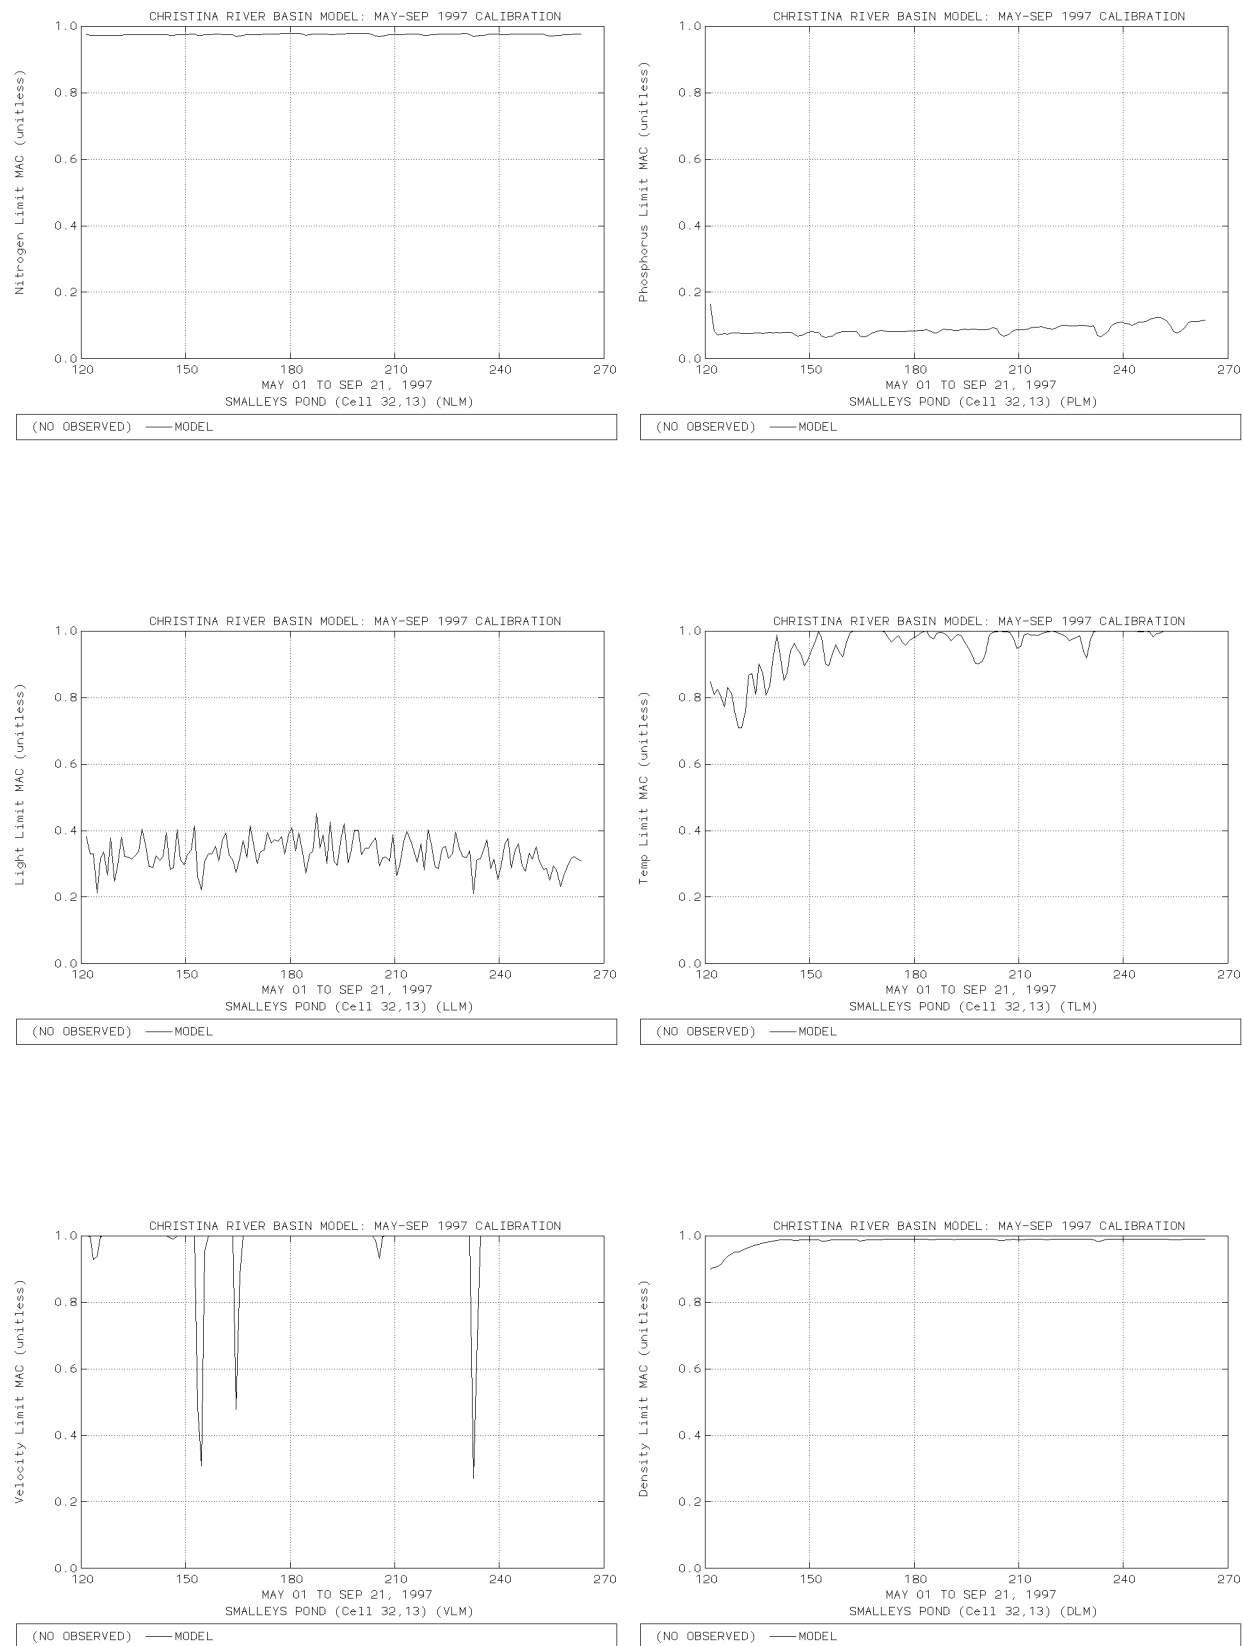 CHRISTINA RIVER BASIN MODEL: MAY-SEP 1997 CALIBRATION
Nitrogen Limit MAC (unitless)
1.0
0.8
0.6
0.4
0.2
0.0
120 150 180 210 240 270
MAY 01 TO SEP 21, 1997
SMALLEYS POND (Cell 32,13) (NLM)
(NO OBSERVED) MODEL
CHRISTINA RIVER BASIN MODEL: MAY-SEP 1997 CALIBRATION
Phosphorus Limit MAC (unitless)
1.0
0.8
0.6
0.4
0.2
0.0
120 150 180 210 240 270
MAY 01 TO SEP 21, 1997
SMALLEYS POND (Cell 32,13) (PLM)
(NO OBSERVED) MODEL
CHRISTINA RIVER BASIN MODEL: MAY-SEP 1997 CALIBRATION
Light Limit MAC (unitless)
1.0
0.8
0.6
0.4
0.2
0.0
120 150 180 210 240 270
MAY 01 TO SEP 21, 1997
SMALLEYS POND (Cell 32,13) (LLM)
(NO OBSERVED) MODEL
CHRISTINA RIVER BASIN MODEL: MAY-SEP 1997 CALIBRATION
Temp Limit MAC (unitless)
1.0
0.8
0.6
0.4
0.2
0.0
120 150 180 210 240 270
MAY 01 TO SEP 21, 1997
SMALLEYS POND (Cell 32,13) (TLM)
(NO OBSERVED) MODEL
CHRISTINA RIVER BASIN MODEL: MAY-SEP 1997 CALIBRATION
Velocity Limit MAC (unitless)
1.0
0.8
0.6
0.4
0.2
0.0
120 150 180 210 240 270
MAY 01 TO SEP 21, 1997
SMALLEYS POND (Cell 32,13) (VLM)
(NO OBSERVED) MODEL
CHRISTINA RIVER BASIN MODEL: MAY-SEP 1997 CALIBRATION
Density Limit MAC (unitless)
1.0
0.8
0.6
0.4
0.2
0.0
120 150 180 210 240 270
MAY 01 TO SEP 21, 1997
SMALLEYS POND (Cell 32,13) (DLM)
(NO OBSERVED) MODEL